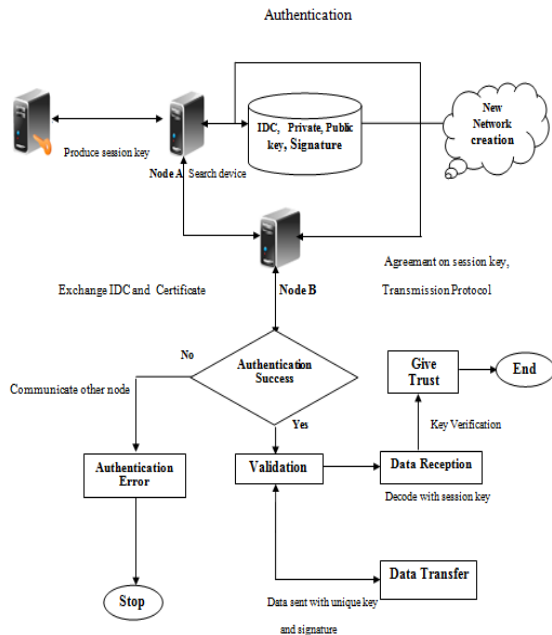 Authentication
IDC, Private, Public
key, Signature
New
Network
creation
Produce session key
Node A Search device
Agreement on session key,
Exchange IDC and Certificate
Node B
Transmission Protocol
No
Authentication
Success
Give
Trust
End
Communicate other node
Yes
Key Verification
Authentication
Error
Validation
Data Reception
Decode with session key
Data Transfer
Stop
Data sent with unique key
and signature